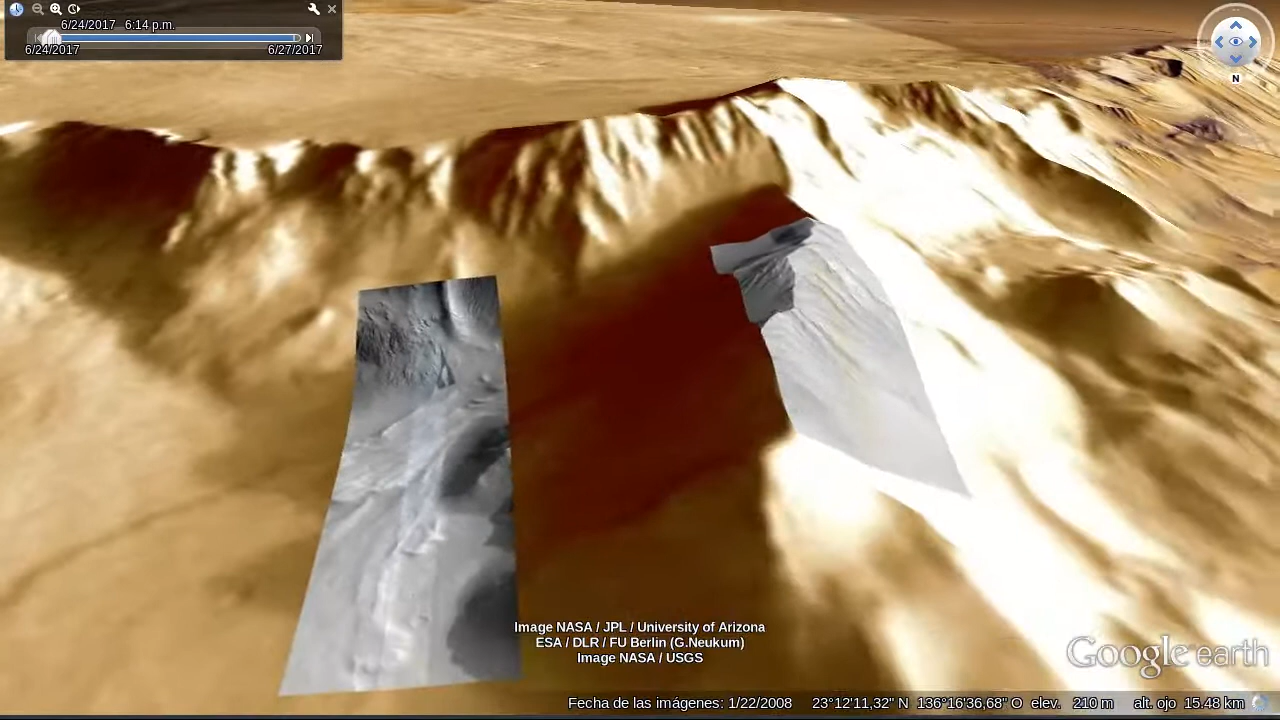 6/24/2017   6:14 p.m.
6/24/2017
6/27/2017
N
Image NASA / JPL / University of Arizona
ESA / DLR / FU Berlin (G.Neukum)
Image NASA / USGS
Google earth
Fecha de las imágenes: 1/22/2008    23°12'11,32" N  136°16'36,68" O  elev.   210 m    alt. ojo  15.48 km